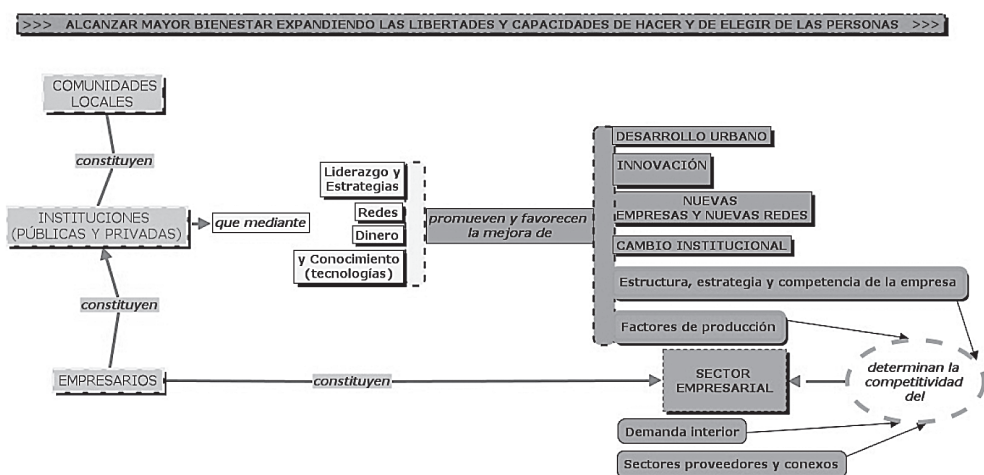 >>> ALCANZAR MAYOR BIENESTAR EXPANDIENDO LAS LIBERTADES Y CAPACIDADES DE HACER Y DE ELEGIR DE LAS PERSONAS >>>
COMUNIDADES
LOCALES
constituyen
INSTITUCIONES
(PÚBLICAS Y PRIVADAS)
que mediante
Liderazgo y
Estrategias
Redes
Dinero
y Conocimiento
(tecnologías)
promueven y favorecen
la mejora de
DESARROLLO URBANO
INNOVACIÓN
NUEVAS
EMPRESAS Y NUEVAS REDES
CAMBIO INSTITUCIONAL
Estructura, estrategia y competencia de la empresa
Factores de producción
constituyen
EMPRESARIOS
constituyen
SECTOR
EMPRESARIAL
determinan la
competitividad
del
Demanda interior
Sectores proveedores y conexos